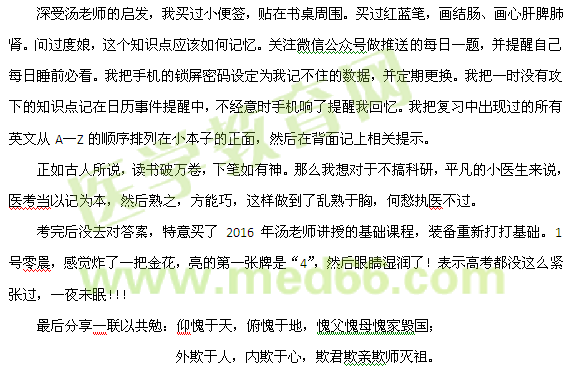 深受汤老师的启发，我买过小便签，贴在书桌周围。买过红蓝笔，画结肠、画心肝脾肺
肾。问过度娘，这个知识点应该如何记忆。关注微信公众号做推送的每日一题，并提醒自己
每日睡前必看。我把手机的锁屏密码设定为我记不住的数据，并定期更换。我把一时没有攻
下的知识点记在日历事件提醒中，不经意时手机响了提醒我回忆。我把复习中出现过的所有
英文从 A—Z 的顺序排列在小本子的正面，然后在背面记上相关提示。
正如古人所说，读书破万卷，下笔如有神。那么我想对于不搞科研，平凡的小医生来说，
医考当以记为本，然后熟之，方能巧，这样做到了乱熟于胸，何愁执医不过。
考完后没去对答案，特意买了 2016 年汤老师讲授的基础课程，装备重新打打基础。1
号零晨，感觉炸了一把金花，亮的第一张牌是“4”，然后眼睛湿润了！表示高考都没这么紧
张过，一夜未眠!!!
最后分享一联以共勉：仰愧于天，俯愧于地，愧父愧母愧家毁国；
外欺于人，内欺于心，欺君欺亲欺师灭祖。
医学教育网
www.med66.com